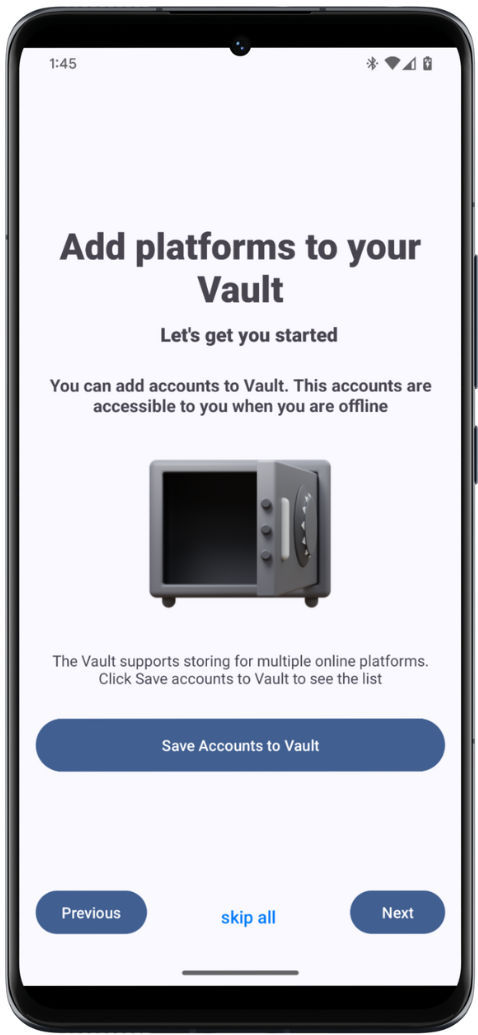 1:45
Add platforms to your
Vault
Let's get you started
You can add accounts to Vault. This accounts are
accessible to you when you are offline
The Vault supports storing for multiple online platforms.
Click Save accounts to Vault to see the list
Save Accounts to Vault
Previous
skip all
Next